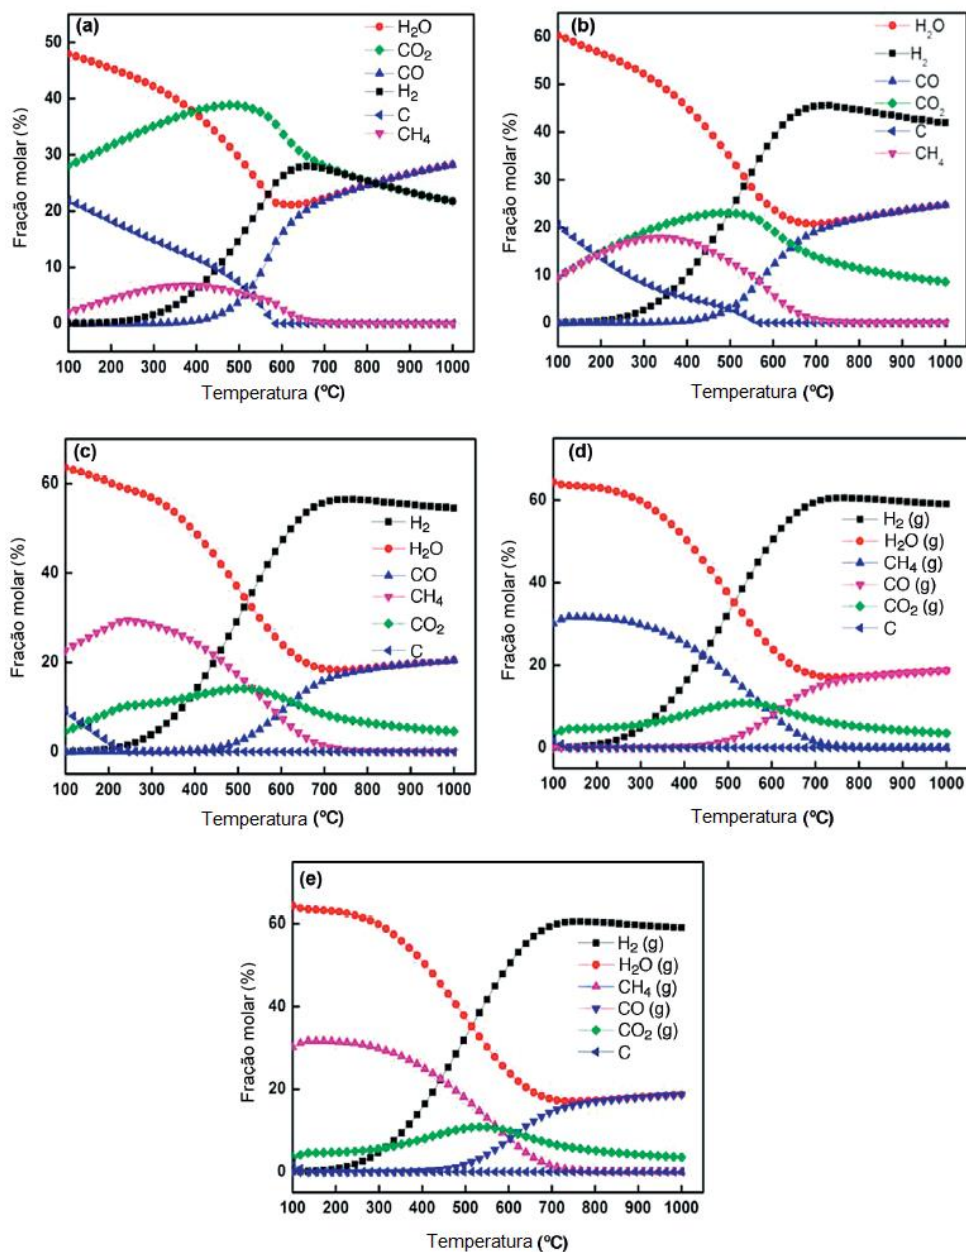 (a)
H₂O
CO₂
CO
H₂
C
CH₄
Fração molar (%)
50
40
30
20
10
0
100 200 300 400 500 600 700 800 900 1000
Temperatura (ºC)
(b)
H₂O
H₂
CO
CO₂
C
CH₄
Fração molar (%)
60
50
40
30
20
10
0
100 200 300 400 500 600 700 800 900 1000
Temperatura (ºC)
(c)
H₂
H₂O
CO
CH₄
CO₂
C
Fração molar (%)
60
40
20
0
100 200 300 400 500 600 700 800 900 1000
Temperatura (ºC)
(d)
H₂ (g)
H₂O (g)
CH₄ (g)
CO (g)
CO₂ (g)
C
Fração molar (%)
60
40
20
0
100 200 300 400 500 600 700 800 900 1000
Temperatura (ºC)
(e)
H₂ (g)
H₂O (g)
CH₄ (g)
CO (g)
CO₂ (g)
C
Fração molar (%)
60
40
20
0
100 200 300 400 500 600 700 800 900 1000
Temperatura (ºC)